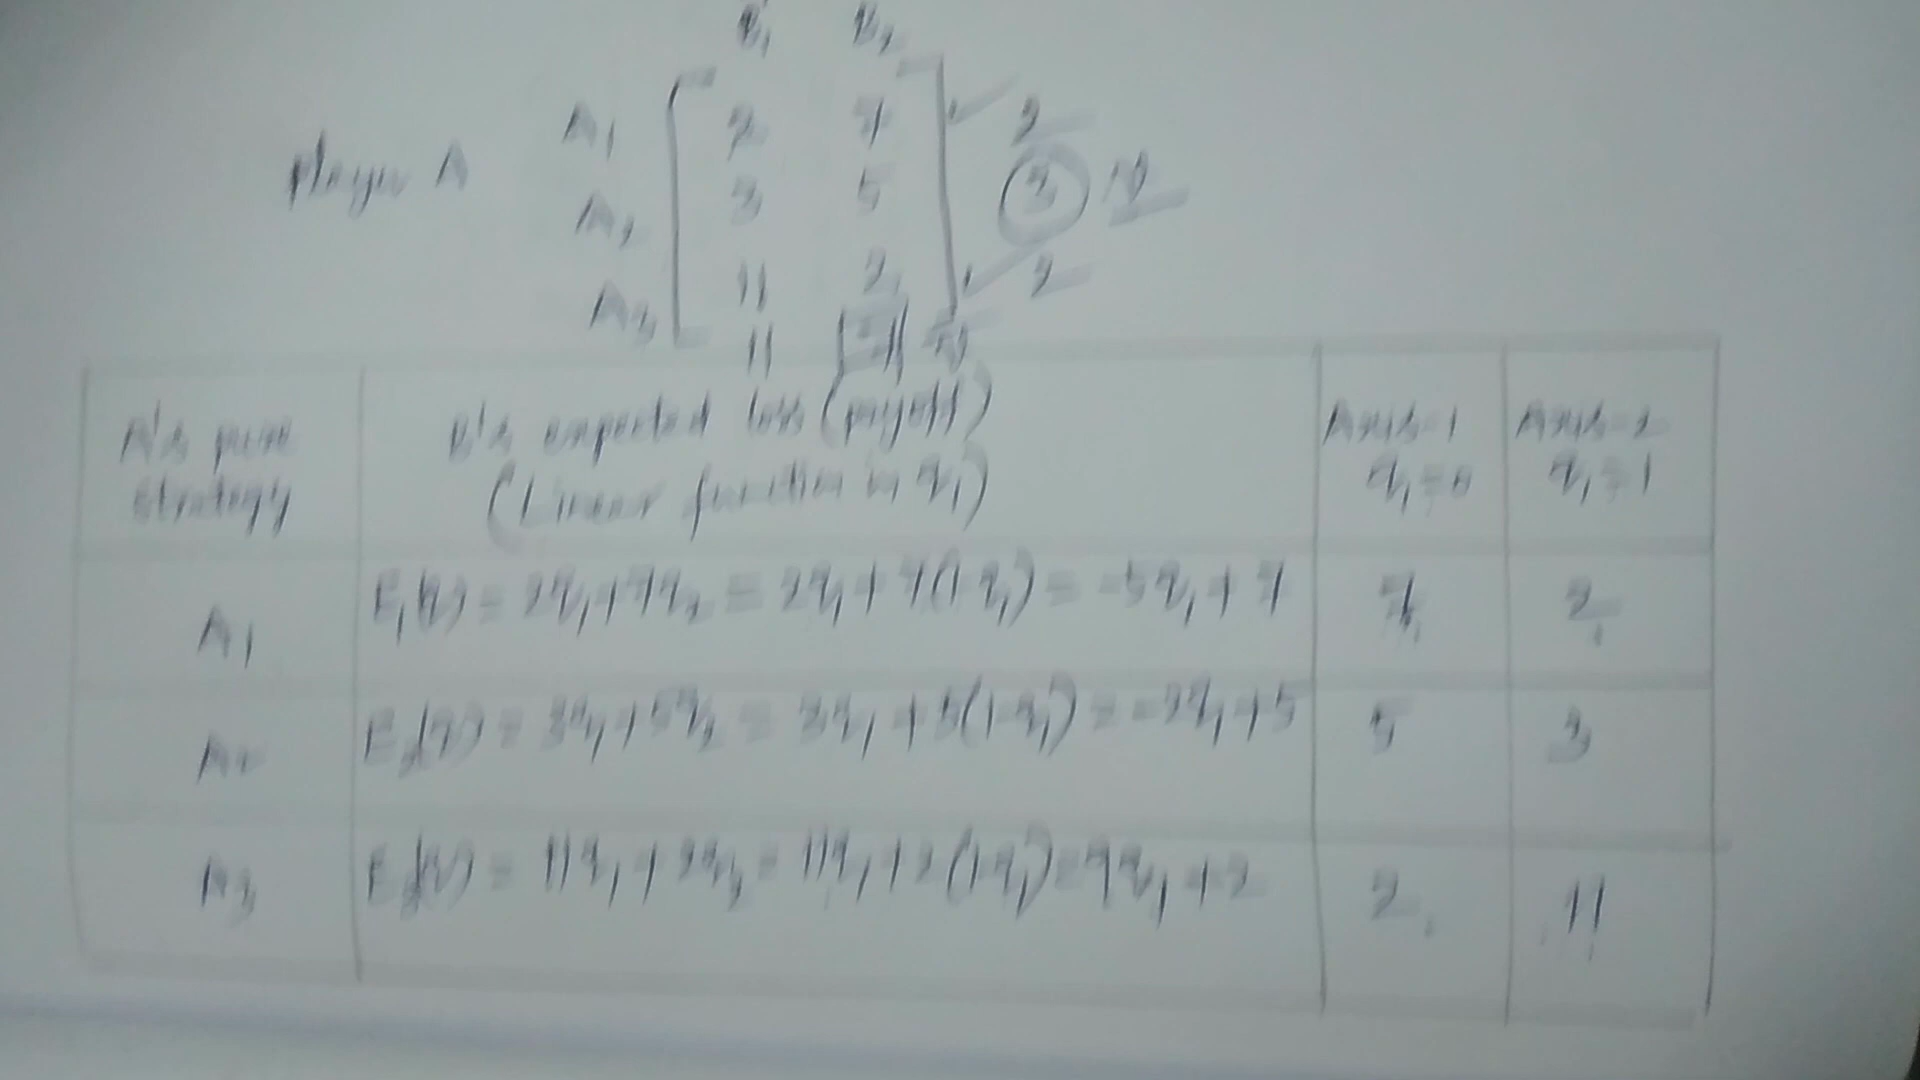 B₁ B₂
A₁ 2 7 2
Player A A₂ 3 5 3
A₃ 11 2 2
11 7
A's pure strategy
B's expected loss (payoff)
(Linear function in q₁)
Axis-1 q₁=0
Axis-2 q₁=1
A₁ E₁(q) = 2q₁+7q₂ = 2q₁+7(1-q₁) = -5q₁+7 7 2
A₂ E₂(q) = 3q₁+5q₂ = 3q₁+5(1-q₁) = -2q₁+5 5 3
A₃ E₃(q) = 11q₁+2q₂ = 11q₁+2(1-q₁) = 9q₁+2 2 11